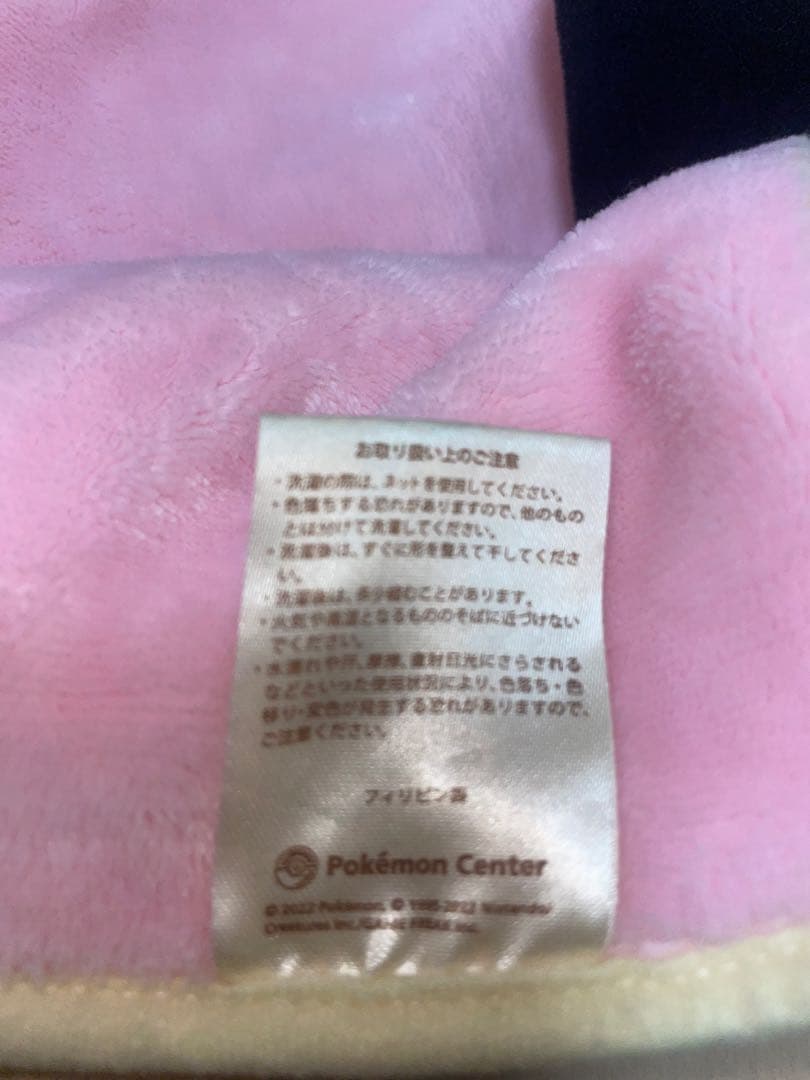 お取り扱い上のご注意
・洗濯の際は、ネットを使用してください。
・色落ちする恐れがありますので、他のもの
とは分けて洗濯してください。
・洗濯後は、すぐに形を整えて干してくださ
い。
・洗濯後は、多少縮むことがあります。
・火気や高温となるもののそばに近づけない
でください。
・水濡れや汗、摩擦、直射日光にさらされる
などといった使用状況により、色落ち・色
移り・変色が発生する恐れがありますので、
ご注意ください。
フィリピン製
Pokémon Center
© 2022 Pokémon. © 1995-2022 Nintendo/
Creatures Inc./GAME FREAK inc.